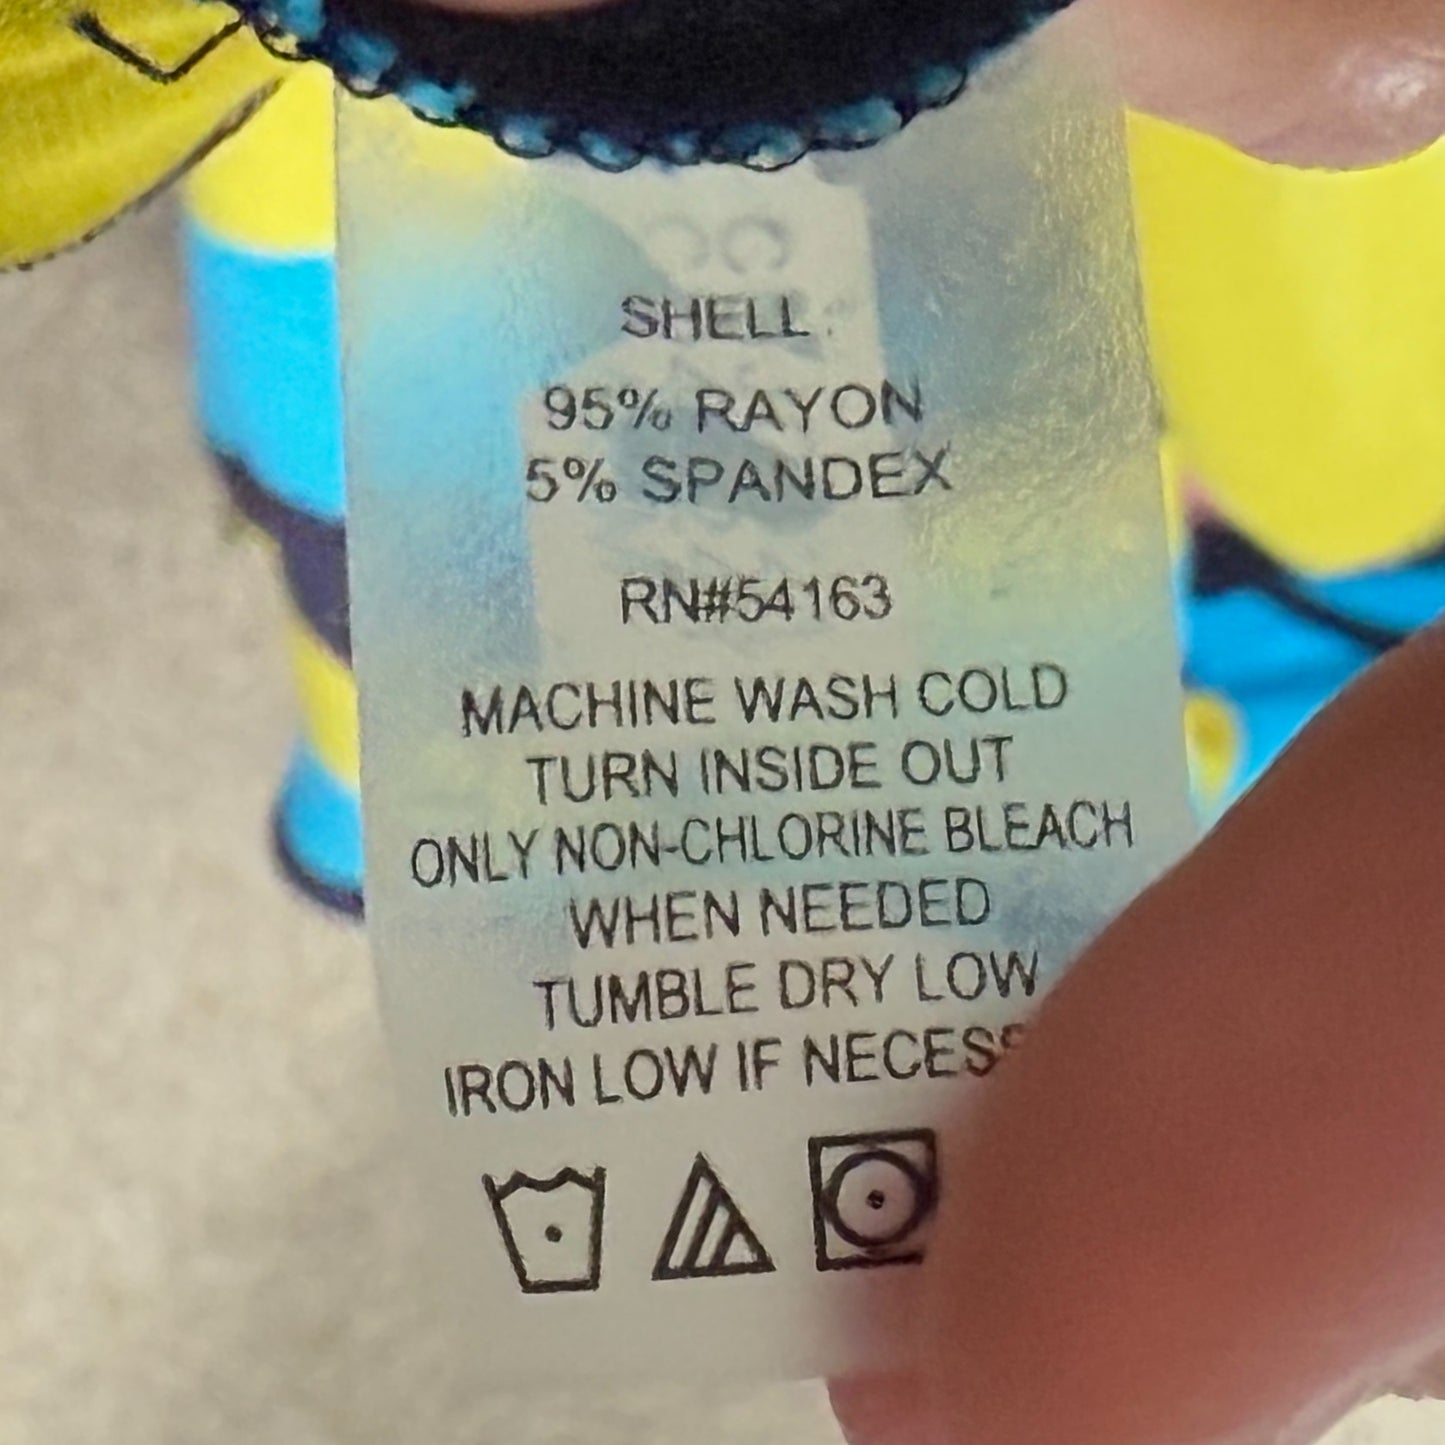 SHELL
95% RAYON
5% SPANDEX
RN#54163
MACHINE WASH COLD
TURN INSIDE OUT
ONLY NON-CHLORINE BLEACH
WHEN NEEDED
TUMBLE DRY LOW
IRON LOW IF